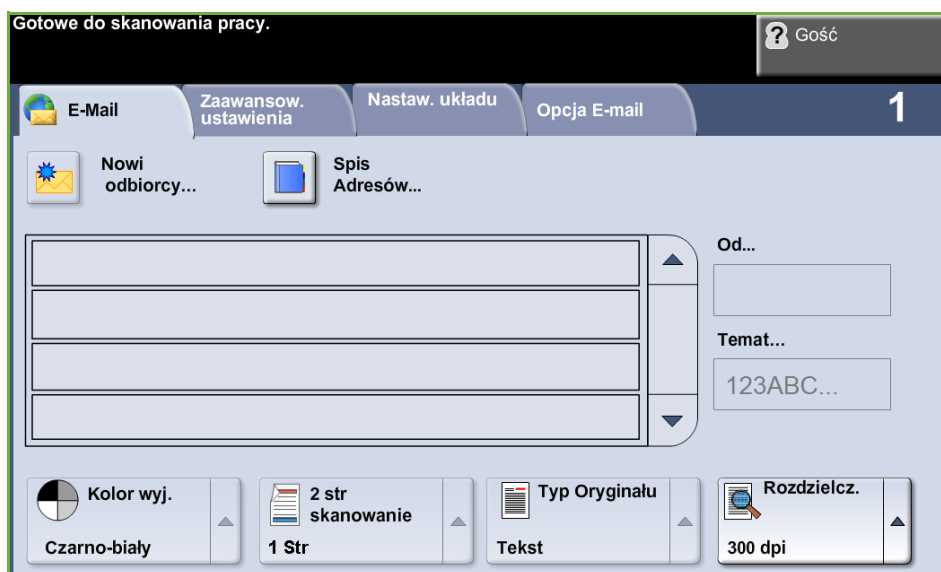 Gotowe do skanowania pracy.
? Gość
E-Mail
Zaawansow.
ustawienia
Nastaw. układu
Opcja E-mail
1
Nowi
odbiorcy...
Spis
Adresów...
Od...
Temat...
123ABC...
Kolor wyj.
Czarno-biały
2 str
skanowanie
1 Str
Typ Oryginału
Tekst
Rozdzielcz.
300 dpi